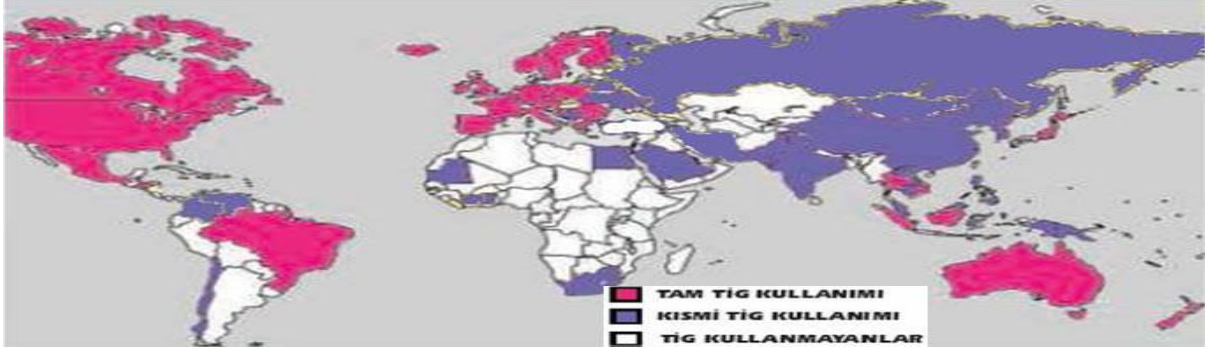 TAM TİG KULLANIMI
KISMİ TİG KULLANIMI
TİG KULLANMAYANLAR